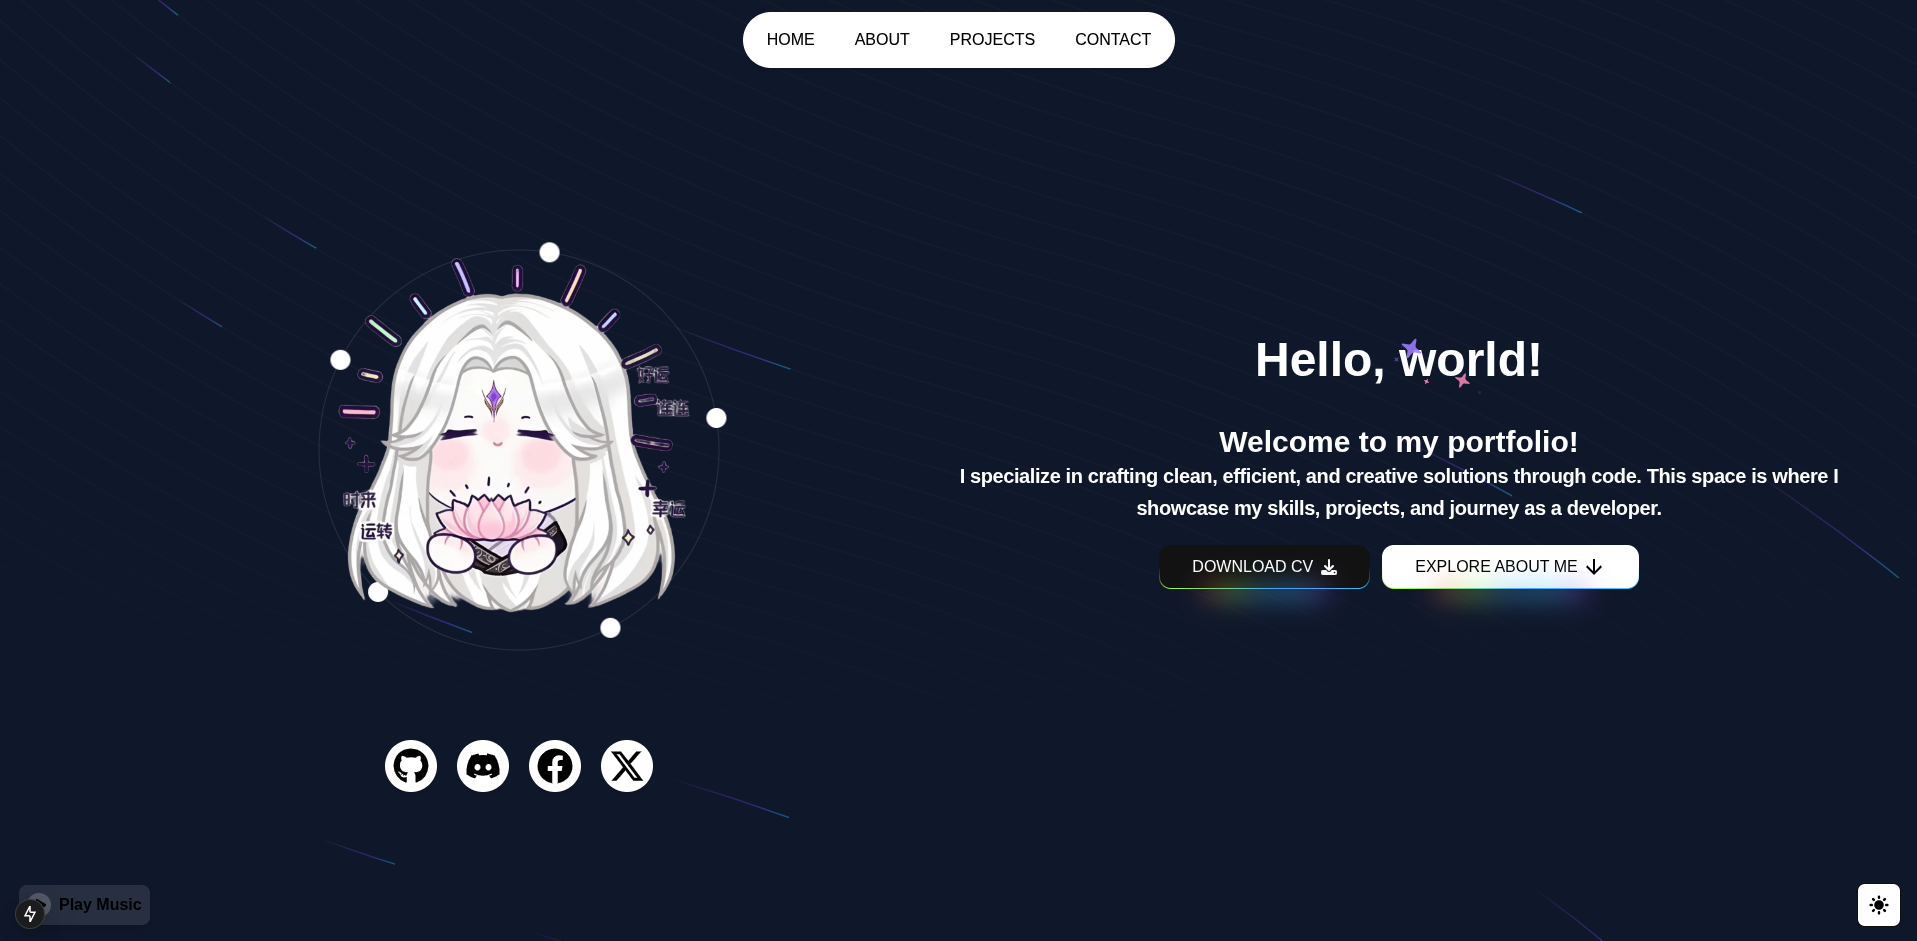 HOME ABOUT PROJECTS CONTACT
好运
连连
时来
运转
幸运
Hello, world!
Welcome to my portfolio!
I specialize in crafting clean, efficient, and creative solutions through code. This space is where I
showcase my skills, projects, and journey as a developer.
DOWNLOAD CV EXPLORE ABOUT ME
Play Music